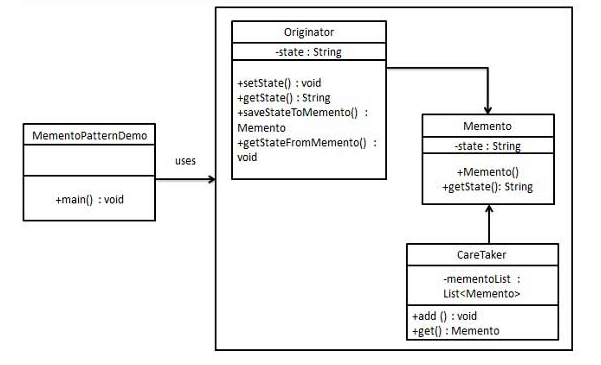 MementoPatternDemo
+main() : void
uses
Originator
-state : String
+setState() : void
+getState() : String
+saveStateToMemento() :
Memento
+getStateFromMemento() :
void
Memento
-state : String
+Memento()
+getState(): String
CareTaker
-mementoList :
List<Memento>
+add () : void
+get() : Memento